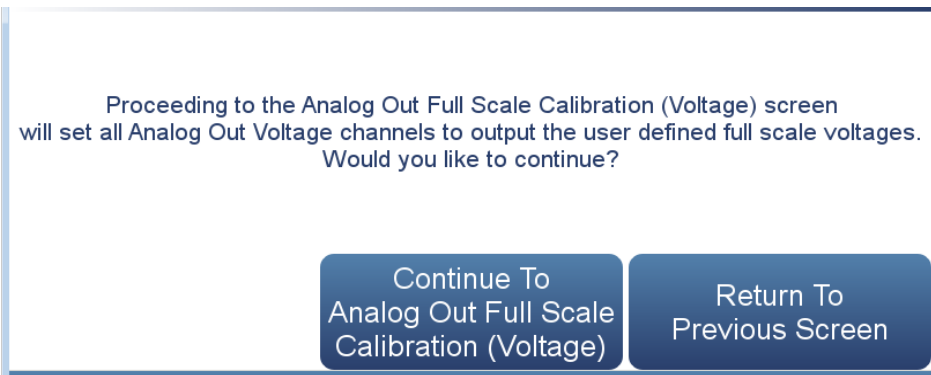 Proceeding to the Analog Out Full Scale Calibration (Voltage) screen
will set all Analog Out Voltage channels to output the user defined full scale voltages.
Would you like to continue?
Continue To
Analog Out Full Scale
Calibration (Voltage)
Return To
Previous Screen